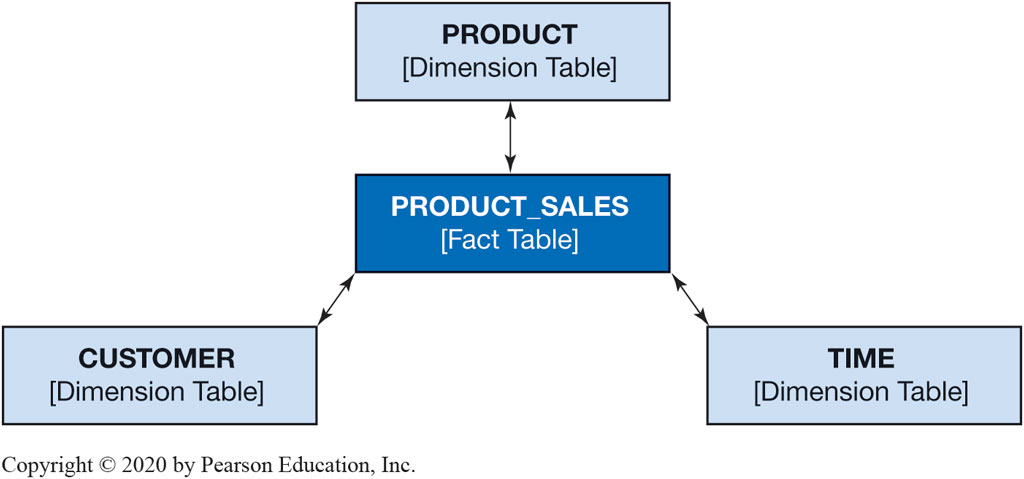 PRODUCT
[Dimension Table]
PRODUCT_SALES
[Fact Table]
CUSTOMER
[Dimension Table]
TIME
[Dimension Table]
Copyright © 2020 by Pearson Education, Inc.